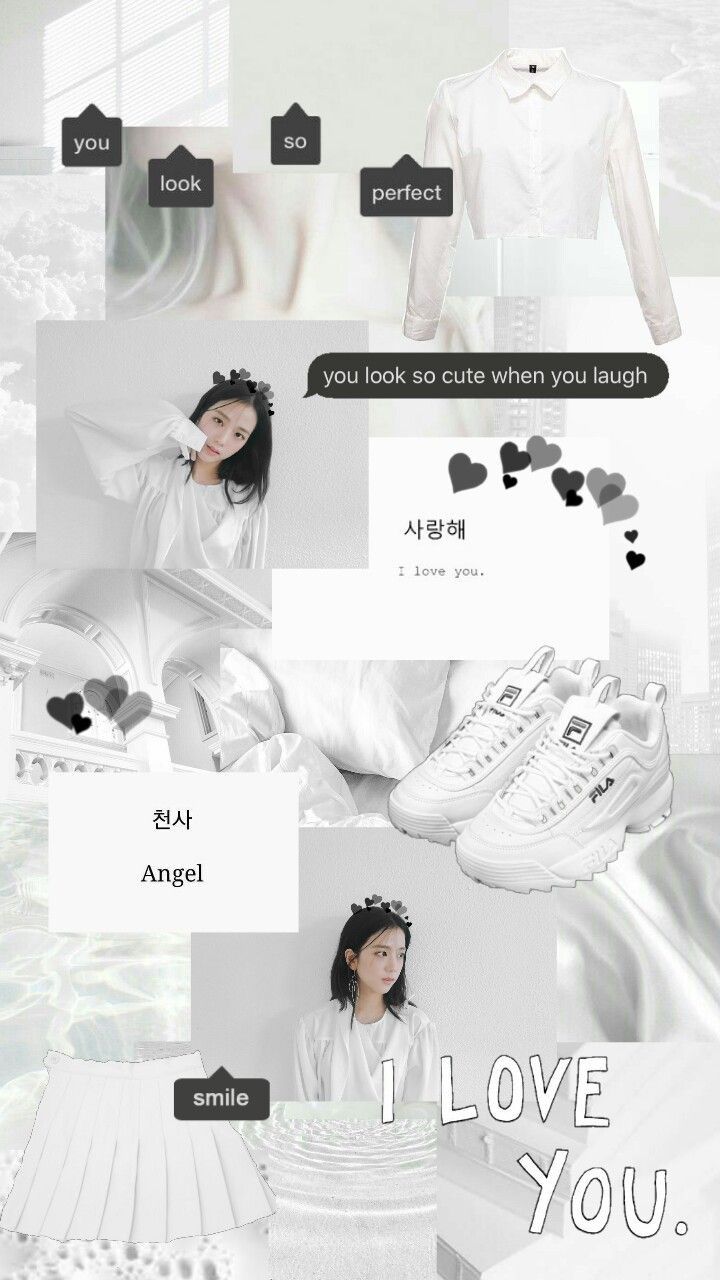 you
look
so
perfect
you look so cute when you laugh
사랑해
I love you.
FILA
FILA
천사
Angel
smile
I LOVE
YOU.